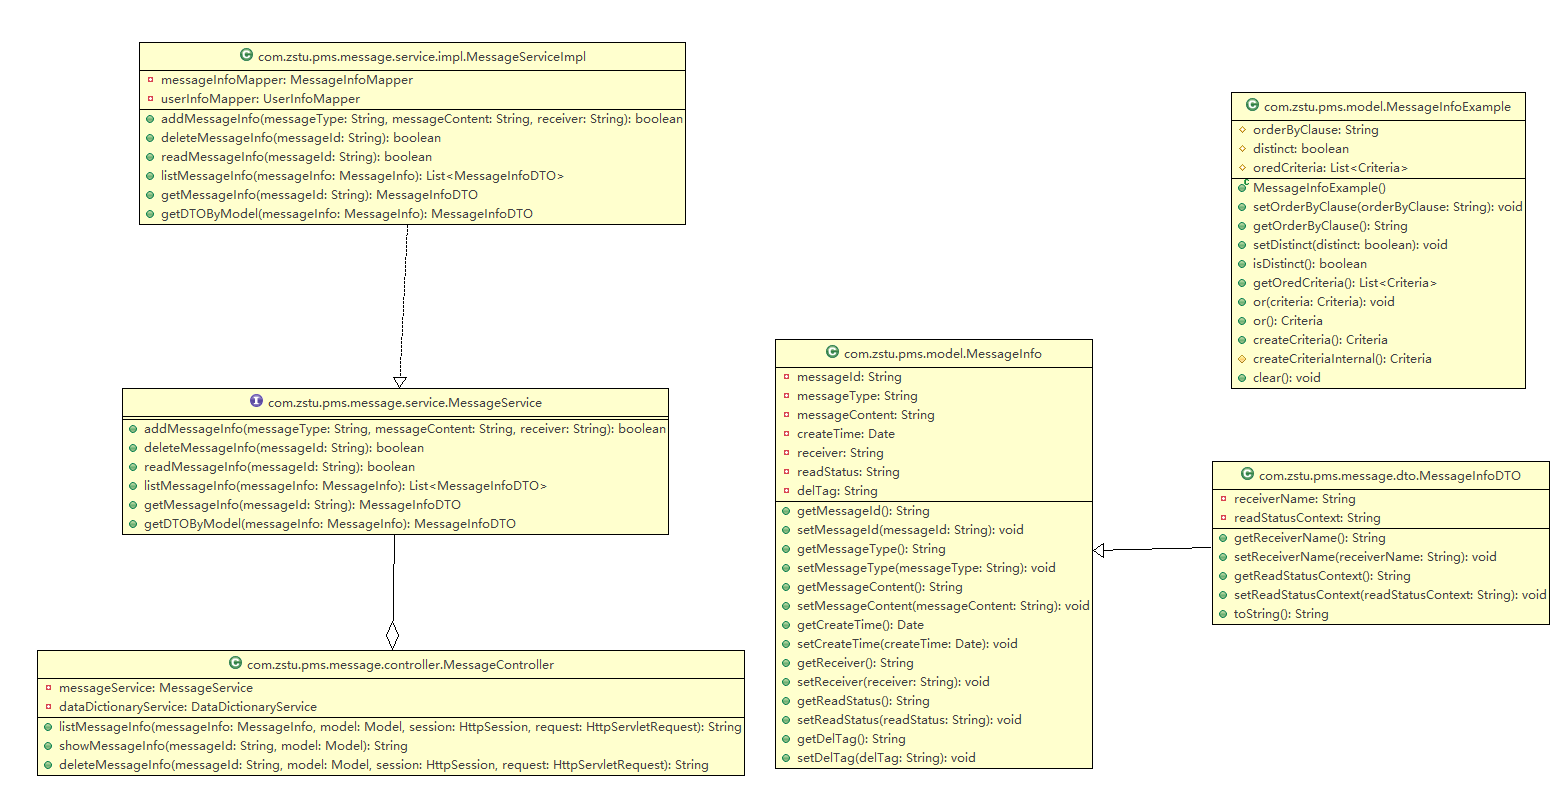 com.zstu.pms.message.service.impl.MessageServiceImpl
messageInfoMapper: MessageInfoMapper
userInfoMapper: UserInfoMapper
addMessageInfo(messageType: String, messageContent: String, receiver: String): boolean
deleteMessageInfo(messageId: String): boolean
readMessageInfo(messageId: String): boolean
listMessageInfo(messageInfo: MessageInfo): List<MessageInfoDTO>
getMessageInfo(messageId: String): MessageInfoDTO
getDTOByModel(messageInfo: MessageInfo): MessageInfoDTO
com.zstu.pms.message.service.MessageService
addMessageInfo(messageType: String, messageContent: String, receiver: String): boolean
deleteMessageInfo(messageId: String): boolean
readMessageInfo(messageId: String): boolean
listMessageInfo(messageInfo: MessageInfo): List<MessageInfoDTO>
getMessageInfo(messageId: String): MessageInfoDTO
getDTOByModel(messageInfo: MessageInfo): MessageInfoDTO
com.zstu.pms.message.controller.MessageController
messageService: MessageService
dataDictionaryService: DataDictionaryService
listMessageInfo(messageInfo: MessageInfo, model: Model, session: HttpSession, request: HttpServletRequest): String
showMessageInfo(messageId: String, model: Model): String
deleteMessageInfo(messageId: String, model: Model, session: HttpSession, request: HttpServletRequest): String
com.zstu.pms.model.MessageInfo
messageId: String
messageType: String
messageContent: String
createTime: Date
receiver: String
readStatus: String
delTag: String
getMessageId(): String
setMessageId(messageId: String): void
getMessageType(): String
setMessageType(messageType: String): void
getMessageContent(): String
setMessageContent(messageContent: String): void
getCreateTime(): Date
setCreateTime(createTime: Date): void
getReceiver(): String
setReceiver(receiver: String): void
getReadStatus(): String
setReadStatus(readStatus: String): void
getDelTag(): String
setDelTag(delTag: String): void
com.zstu.pms.model.MessageInfoExample
orderByClause: String
distinct: boolean
oredCriteria: List<Criteria>
MessageInfoExample()
setOrderByClause(orderByClause: String): void
getOrderByClause(): String
setDistinct(distinct: boolean): void
isDistinct(): boolean
getOredCriteria(): List<Criteria>
or(criteria: Criteria): void
or(): Criteria
createCriteria(): Criteria
createCriteriaInternal(): Criteria
clear(): void
com.zstu.pms.message.dto.MessageInfoDTO
receiverName: String
readStatusContext: String
getReceiverName(): String
setReceiverName(receiverName: String): void
getReadStatusContext(): String
setReadStatusContext(readStatusContext: String): void
toString(): String